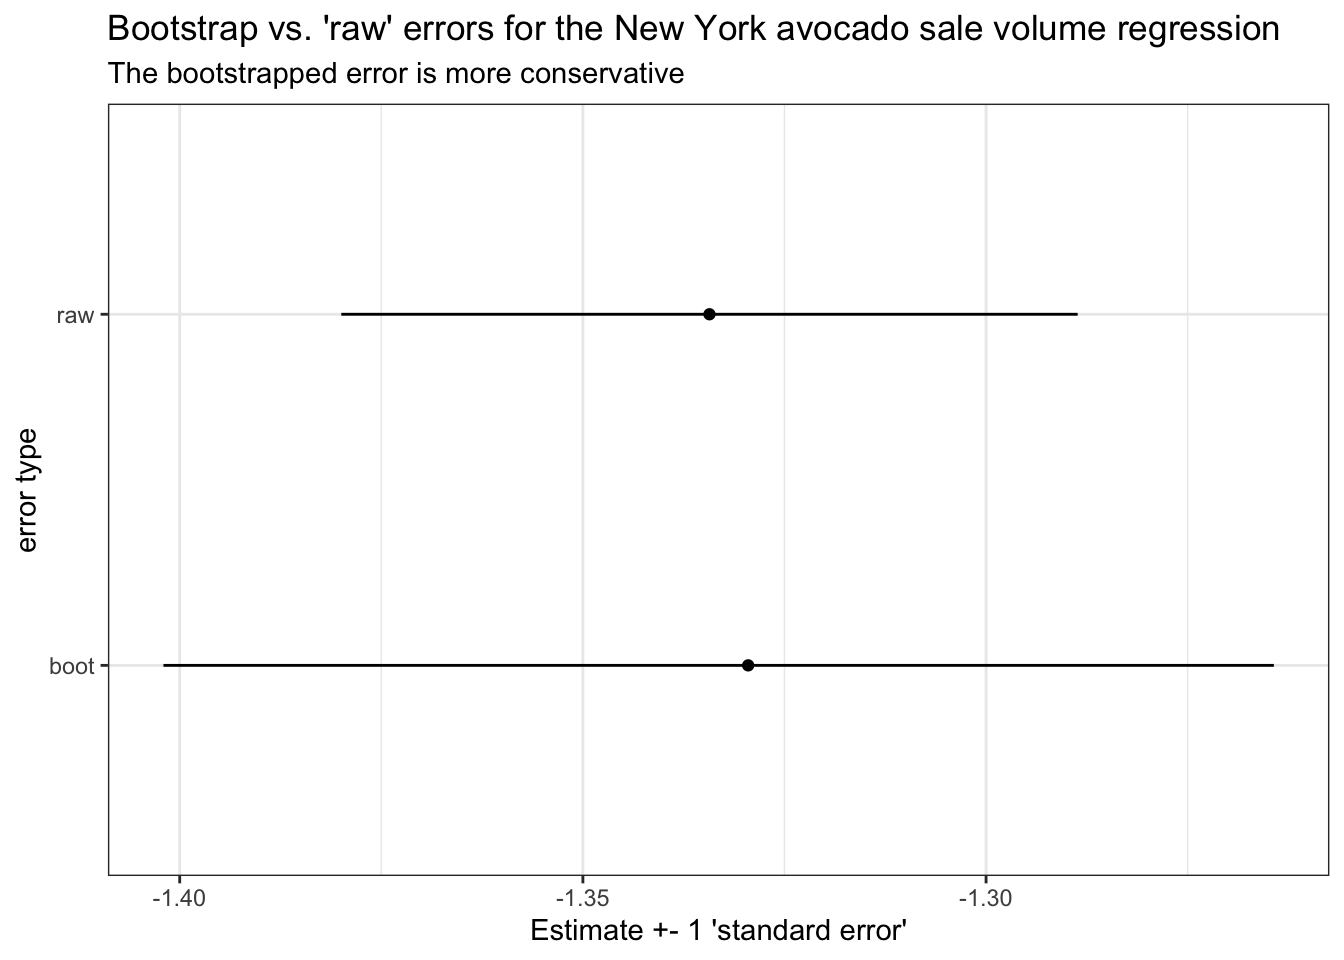 Bootstrap vs. 'raw' errors for the New York avocado sale volume regression
The bootstrapped error is more conservative
raw
error type
boot
-1.40
-1.35
-1.30
Estimate +- 1 'standard error'